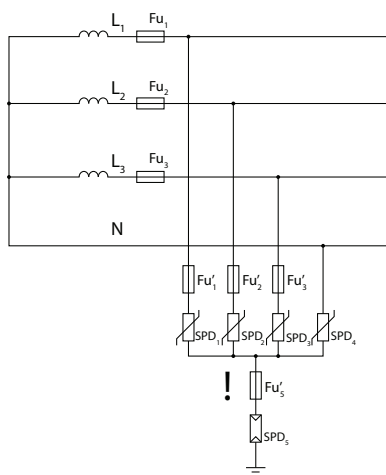 L₁ Fu₁
L₂ Fu₂
L₃ Fu₃
N
Fu'₁ Fu'₂ Fu'₃
SPD₁ SPD₂ SPD₃ SPD₄
! Fu'₅
SPD₅